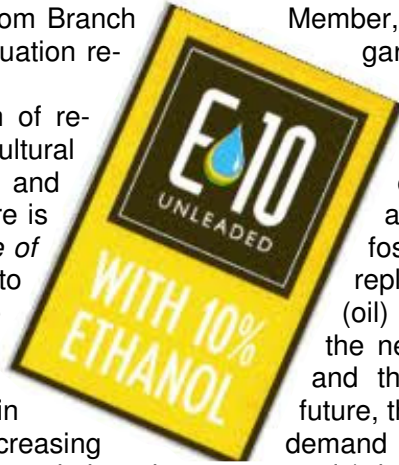 om Branch Member,
uation re- gar
n of re-
ultural
and
re is a
e of fos
to repl
(oil)
the ne
and th
in future, th
creasing demand
E-10
UNLEADED
WITH 10%
ETHANOL